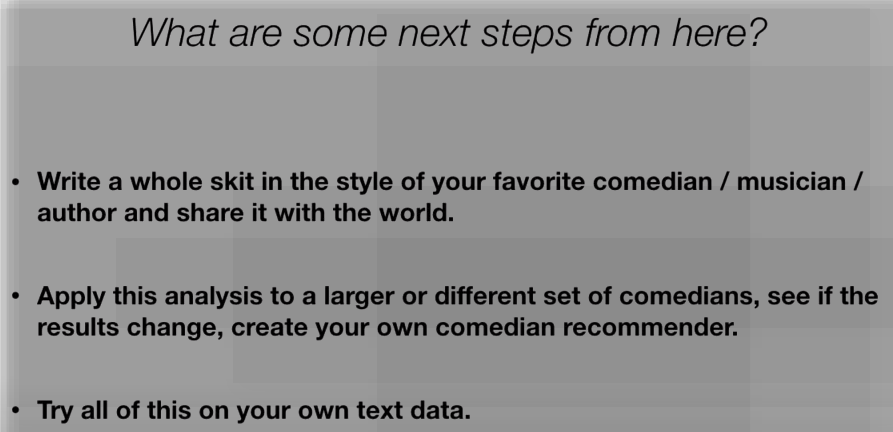 What are some next steps from here?
• Write a whole skit in the style of your favorite comedian / musician /
author and share it with the world.
• Apply this analysis to a larger or different set of comedians, see if the
results change, create your own comedian recommender.
• Try all of this on your own text data.